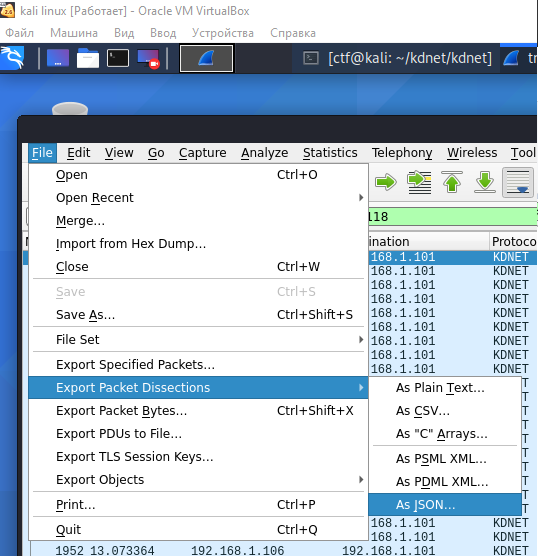 kali linux [Работает] - Oracle VM VirtualBox
Файл Машина Вид Ввод Устройства Справка
[ctf@kali: ~/kdnet/kdnet]
File Edit View Go Capture Analyze Statistics Telephony Wireless Tool
Open Ctrl+O
Open Recent
Merge...
118
Import from Hex Dump...
ination Protoco
Close Ctrl+W
168.1.101 KDNET
168.1.101 KDNET
Save Ctrl+S
168.1.101 KDNET
168.1.101 KDNET
Save As... Ctrl+Shift+S
168.1.101 KDNET
168.1.101 KDNET
File Set
168.1.101 KDNET
168.1.101 KDNET
Export Specified Packets...
168.1.101 KDNET
Export Packet Dissections
As Plain Text...
Export Packet Bytes... Ctrl+Shift+X
As CSV...
Export PDUs to File...
As "C" Arrays...
Export TLS Session Keys...
As PSML XML...
Export Objects
As PDML XML...
Print... Ctrl+P
As JSON...
Quit Ctrl+Q
168.1.101 KDNET
168.1.101 KDNET
1952 13.073364 192.168.1.106 192.168.1.101 KDNET